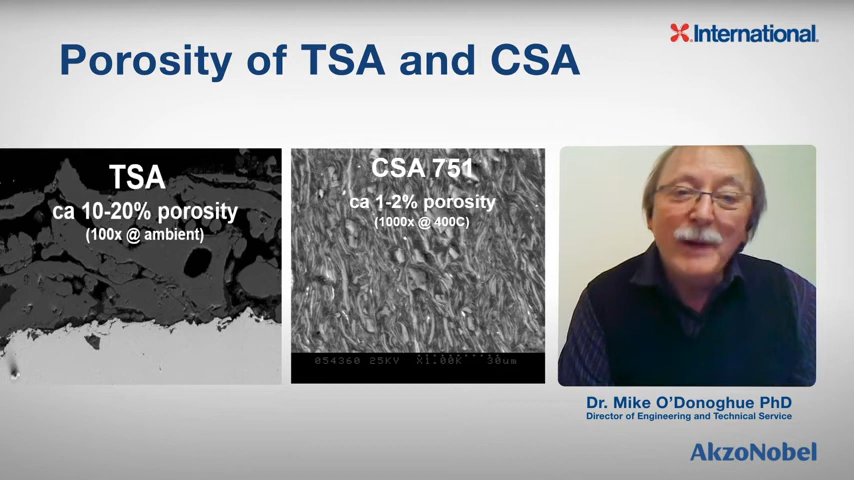 Porosity of TSA and CSA
International.
TSA
ca 10-20% porosity
(100x @ ambient)
CSA 751
ca 1-2% porosity
(1000x @ 400C)
054360 25KV X1.00K 30um
Dr. Mike O'Donoghue PhD
Director of Engineering and Technical Service
AkzoNobel